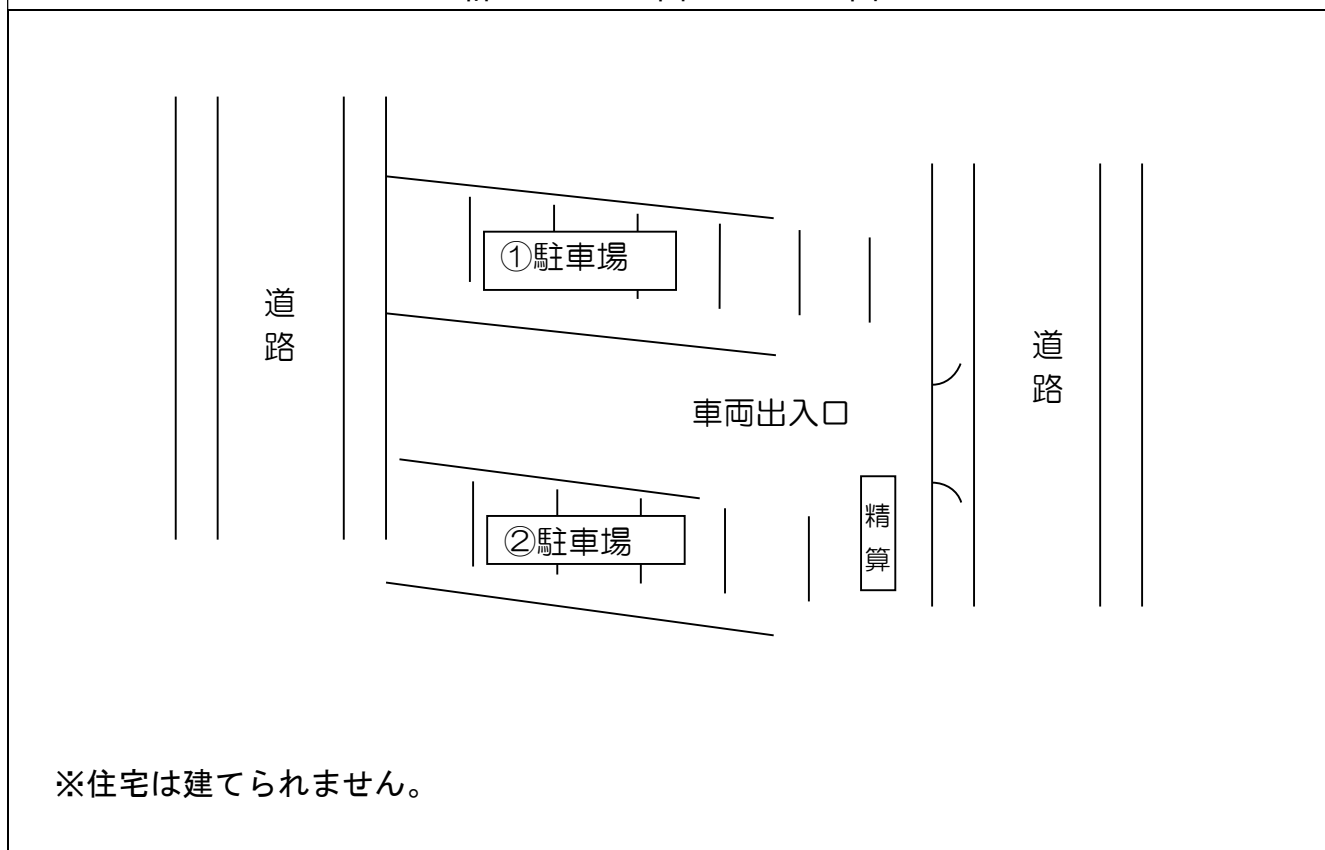 ①駐車場
道路
道路
車両出入口
②駐車場
精算
※住宅は建てられません。